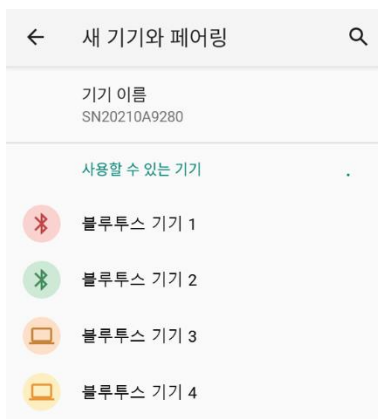 새 기기와 페어링
기기 이름
SN20210A9280
사용할 수 있는 기기
블루투스 기기 1
블루투스 기기 2
블루투스 기기 3
블루투스 기기 4